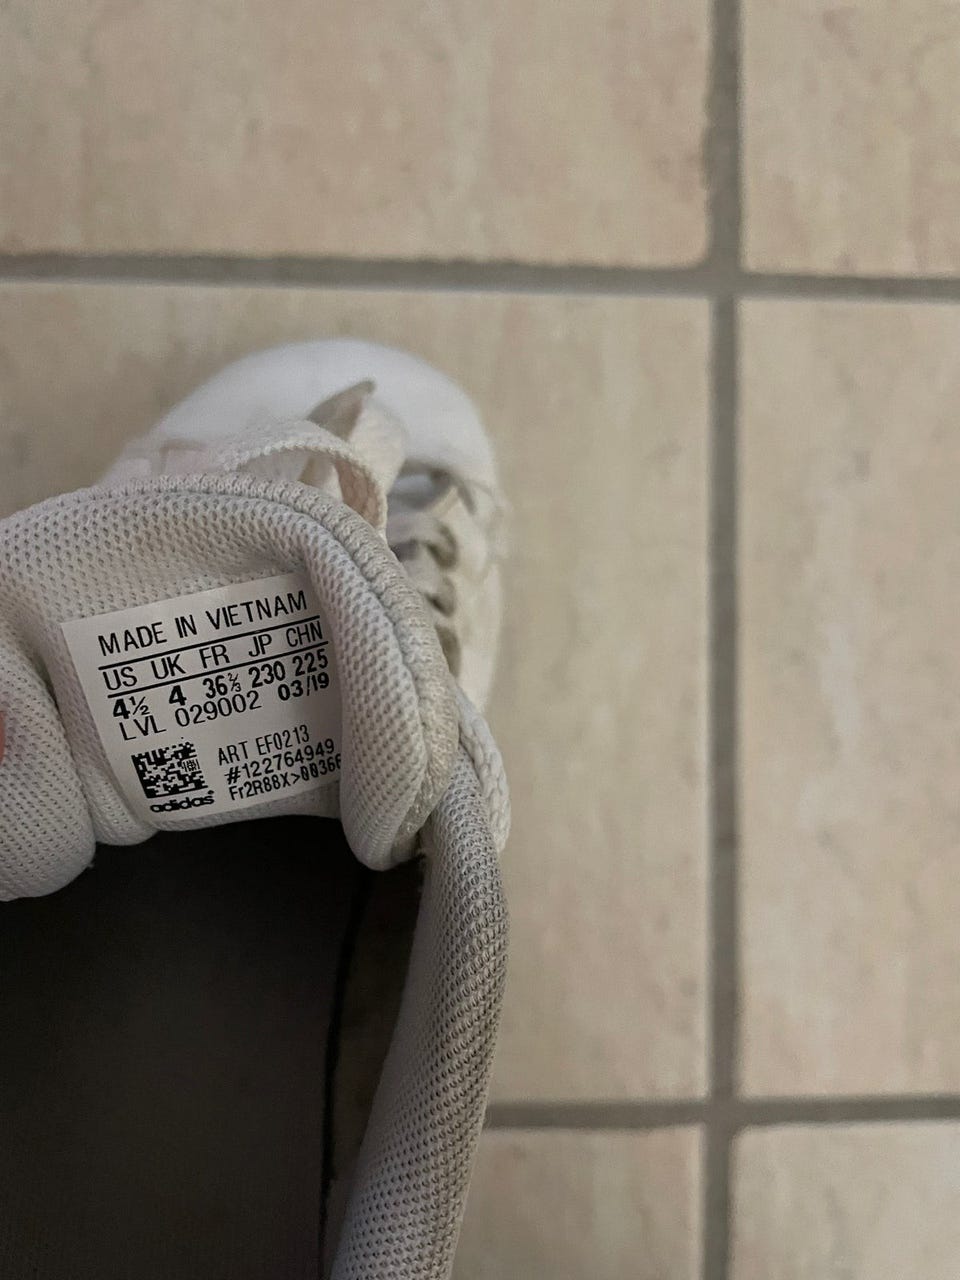 MADE IN VIETNAM
US UK FR JP CHN
4½ 4 36⅔ 230 225
LVL 029002 03/19
ART EF0213
#122764949
adidas